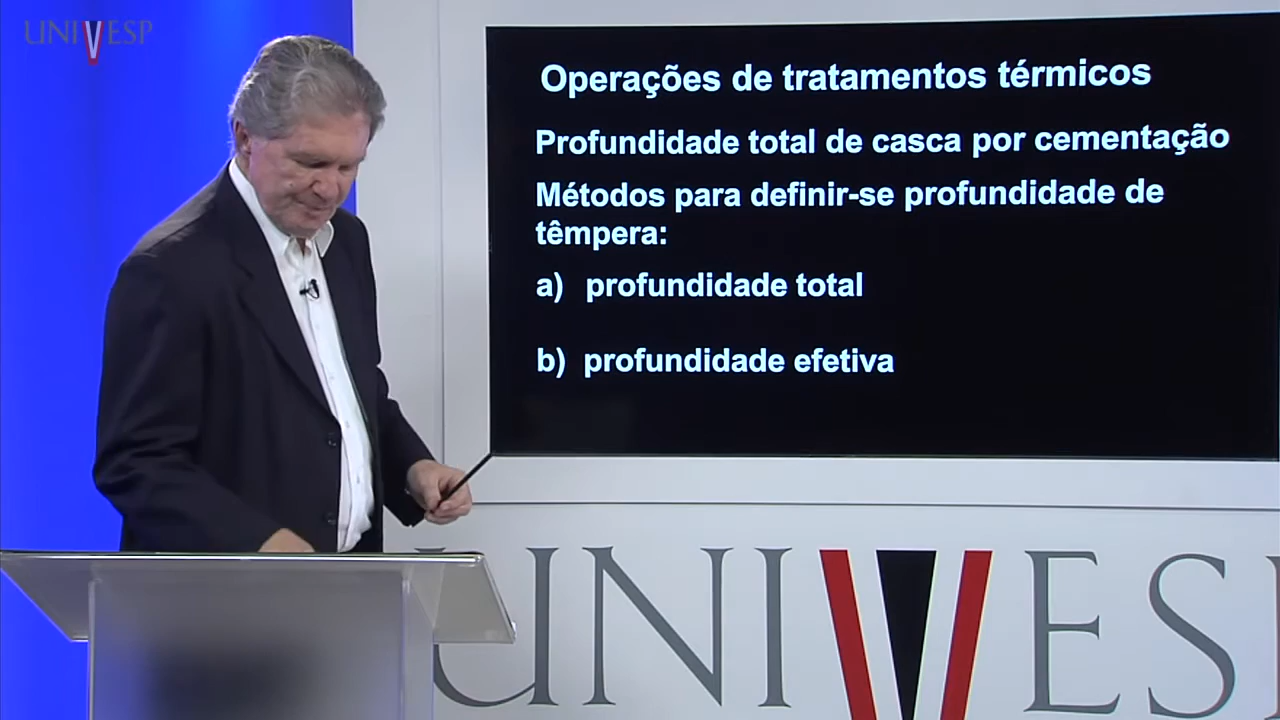 UNIVESP
Operações de tratamentos térmicos
Profundidade total de casca por cementação
Métodos para definir-se profundidade de
têmpera:
a) profundidade total
b) profundidade efetiva
UNIVESP